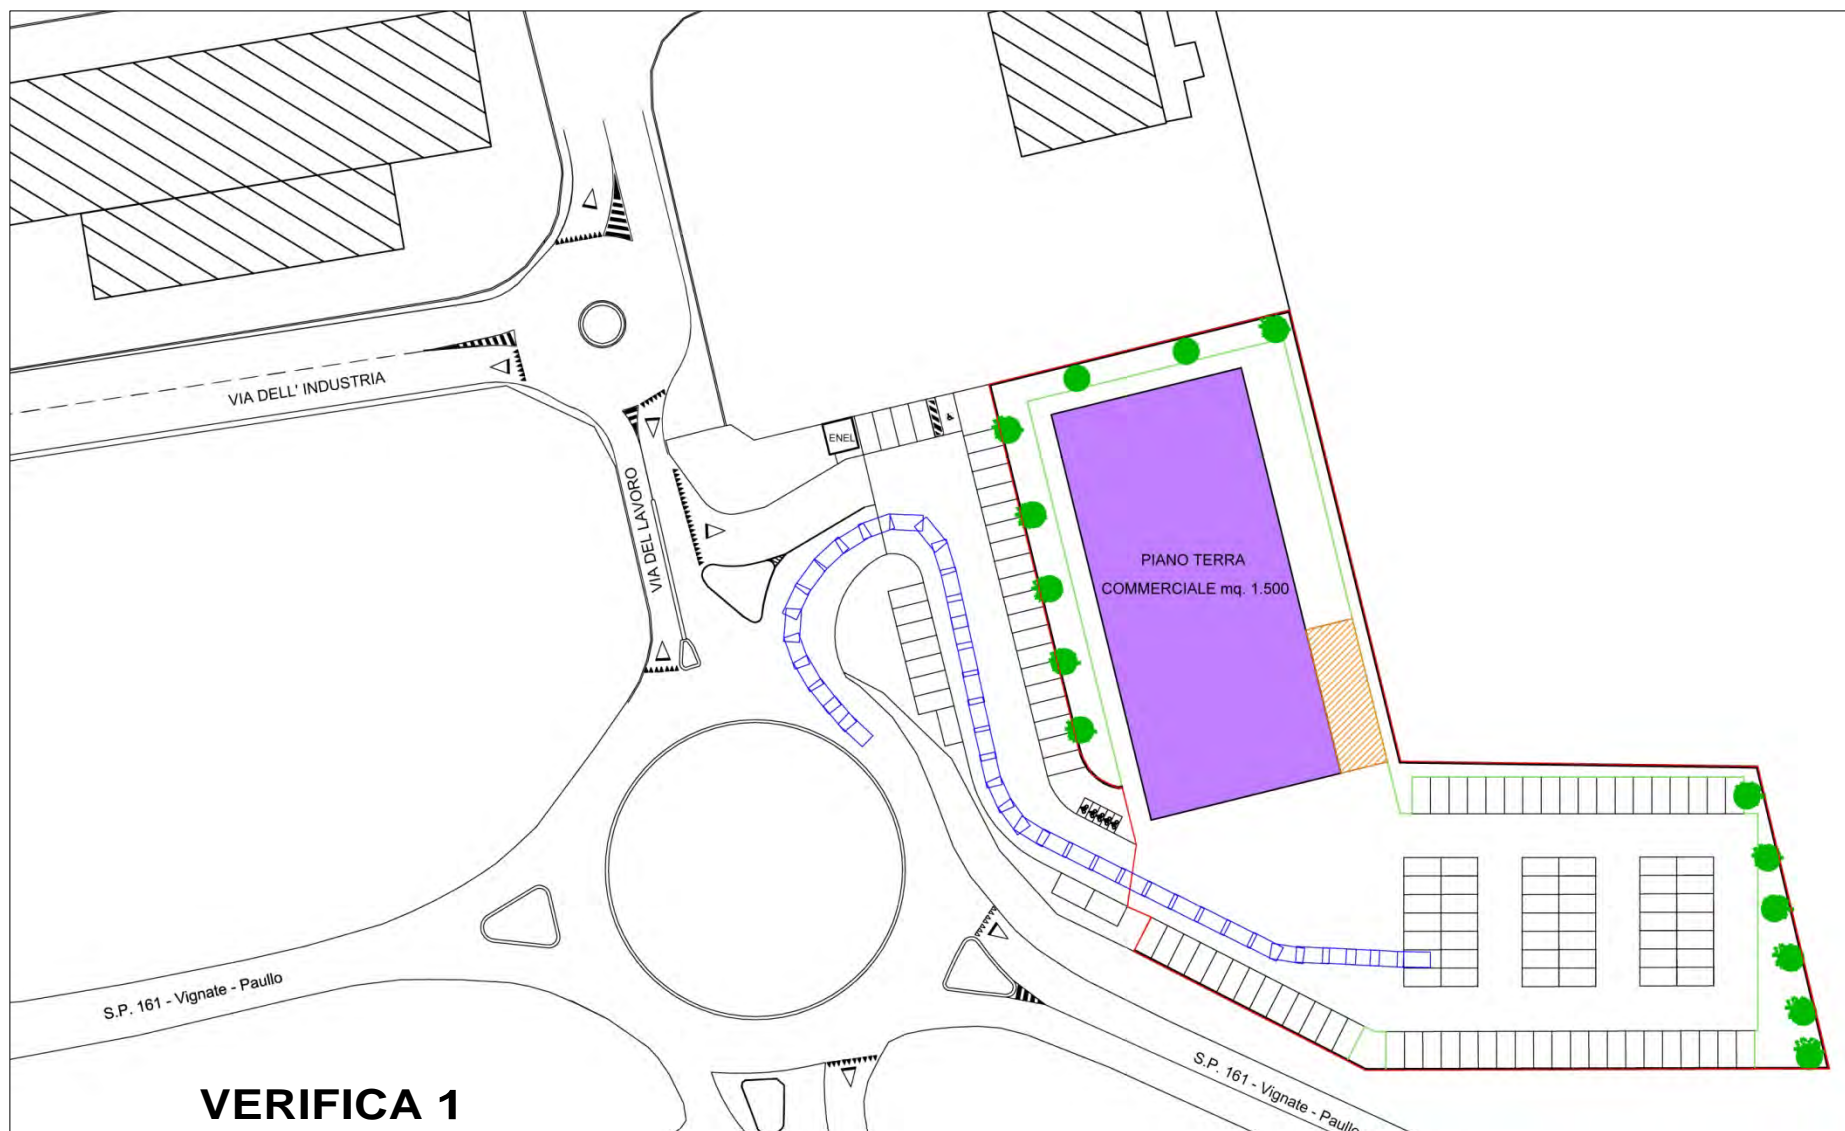 VIA DELL' INDUSTRIA
ENEL
VIA DEL LAVORO
PIANO TERRA
COMMERCIALE mq. 1.500
S.P. 161 - Vignate - Paullo
S.P. 161 - Vignate - Paullo
VERIFICA 1